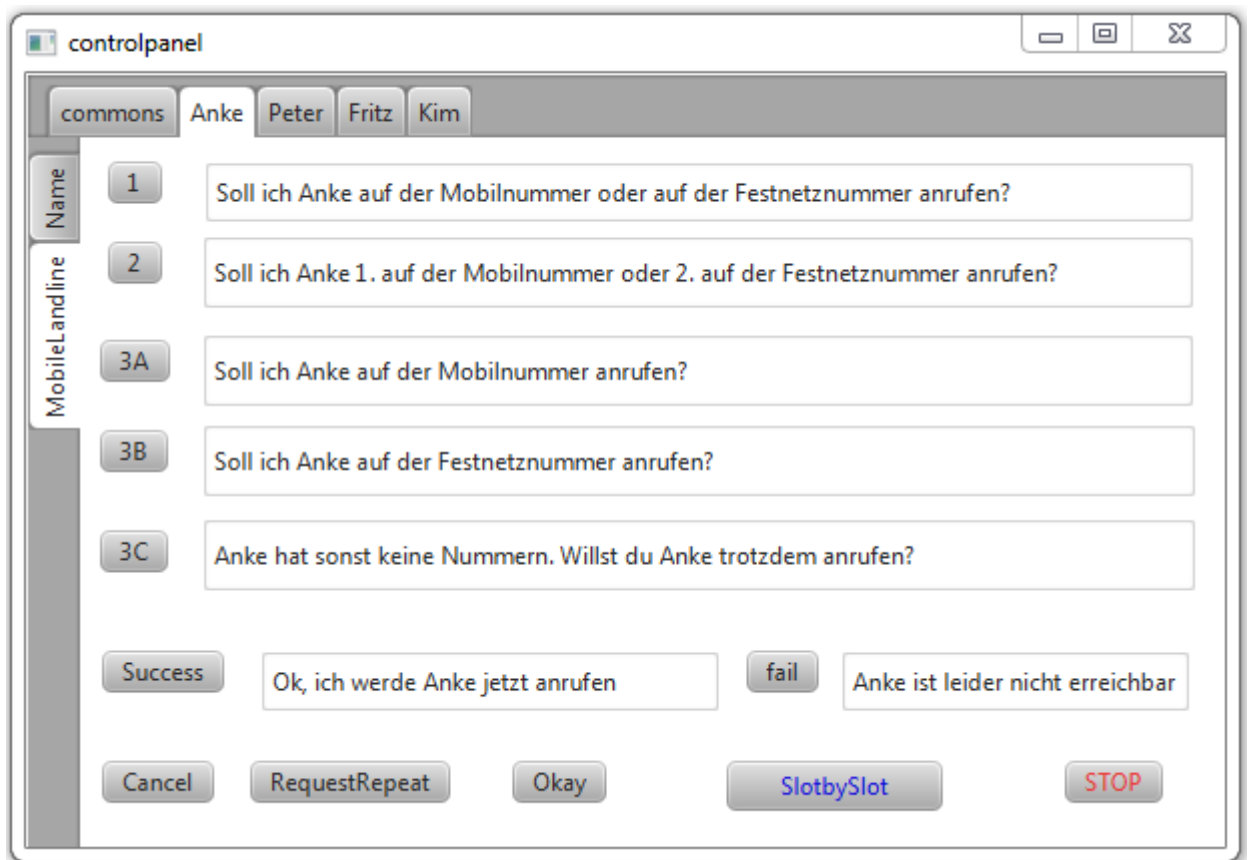 controlpanel
commons Anke Peter Fritz Kim
Name
MobileLandline
1 Soll ich Anke auf der Mobilnummer oder auf der Festnetznummer anrufen?
2 Soll ich Anke 1. auf der Mobilnummer oder 2. auf der Festnetznummer anrufen?
3A Soll ich Anke auf der Mobilnummer anrufen?
3B Soll ich Anke auf der Festnetznummer anrufen?
3C Anke hat sonst keine Nummern. Willst du Anke trotzdem anrufen?
Success Ok, ich werde Anke jetzt anrufen fail Anke ist leider nicht erreichbar
Cancel RequestRepeat Okay SlotbySlot STOP